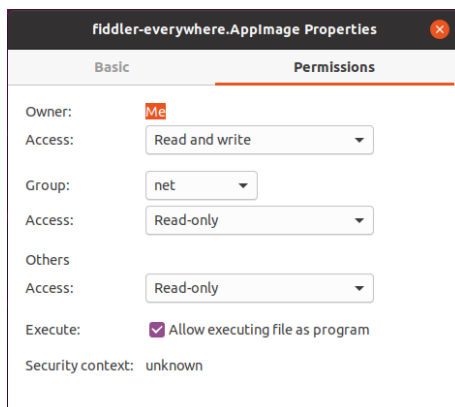 fiddler-everywhere.AppImage Properties
Basic Permissions
Owner: Me
Access: Read and write
Group: net
Access: Read-only
Others
Access: Read-only
Execute: Allow executing file as program
Security context: unknown